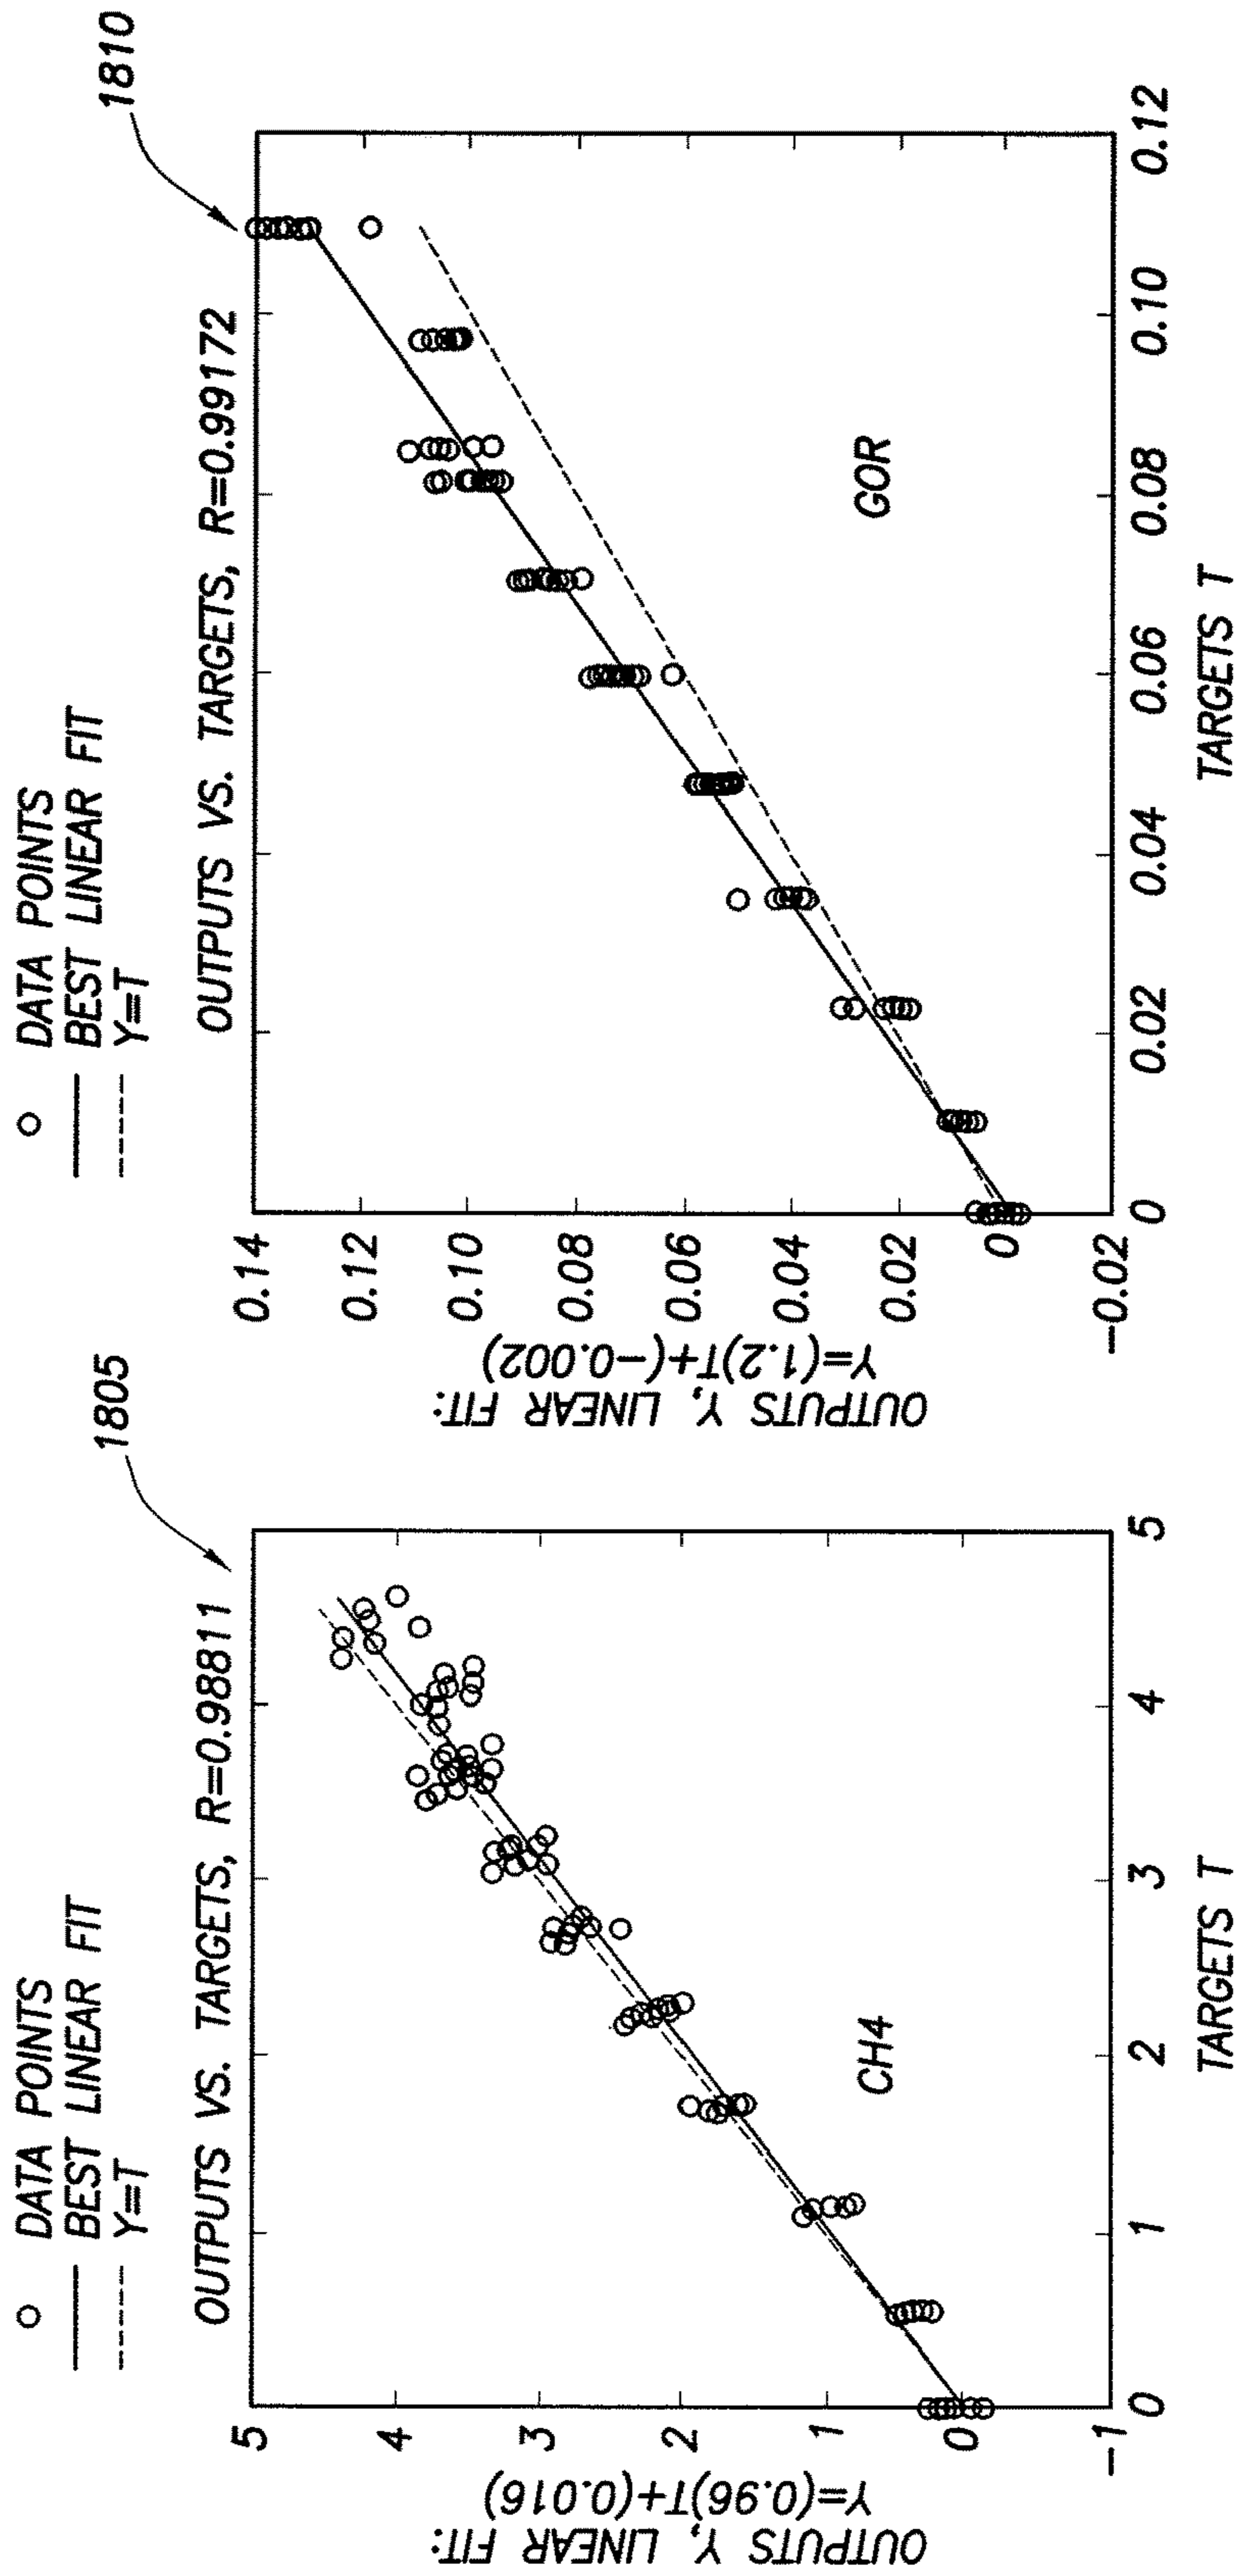 ○ DATA POINTS
BEST LINEAR FIT
Y=T
OUTPUTS VS. TARGETS, R=0.98811
1805
OUTPUTS Y, LINEAR FIT:
Y=(0.96)T+(0.016)
5
4
3
2
1
0
-1
CH4
0 1 2 3 4 5
TARGETS T
○ DATA POINTS
BEST LINEAR FIT
Y=T
OUTPUTS VS. TARGETS, R=0.99172
1810
OUTPUTS Y, LINEAR FIT:
Y=(1.2)T+(-0.002)
0.14
0.12
0.10
0.08
0.06
0.04
0.02
0
-0.02
GOR
0 0.02 0.04 0.06 0.08 0.10 0.12
TARGETS T